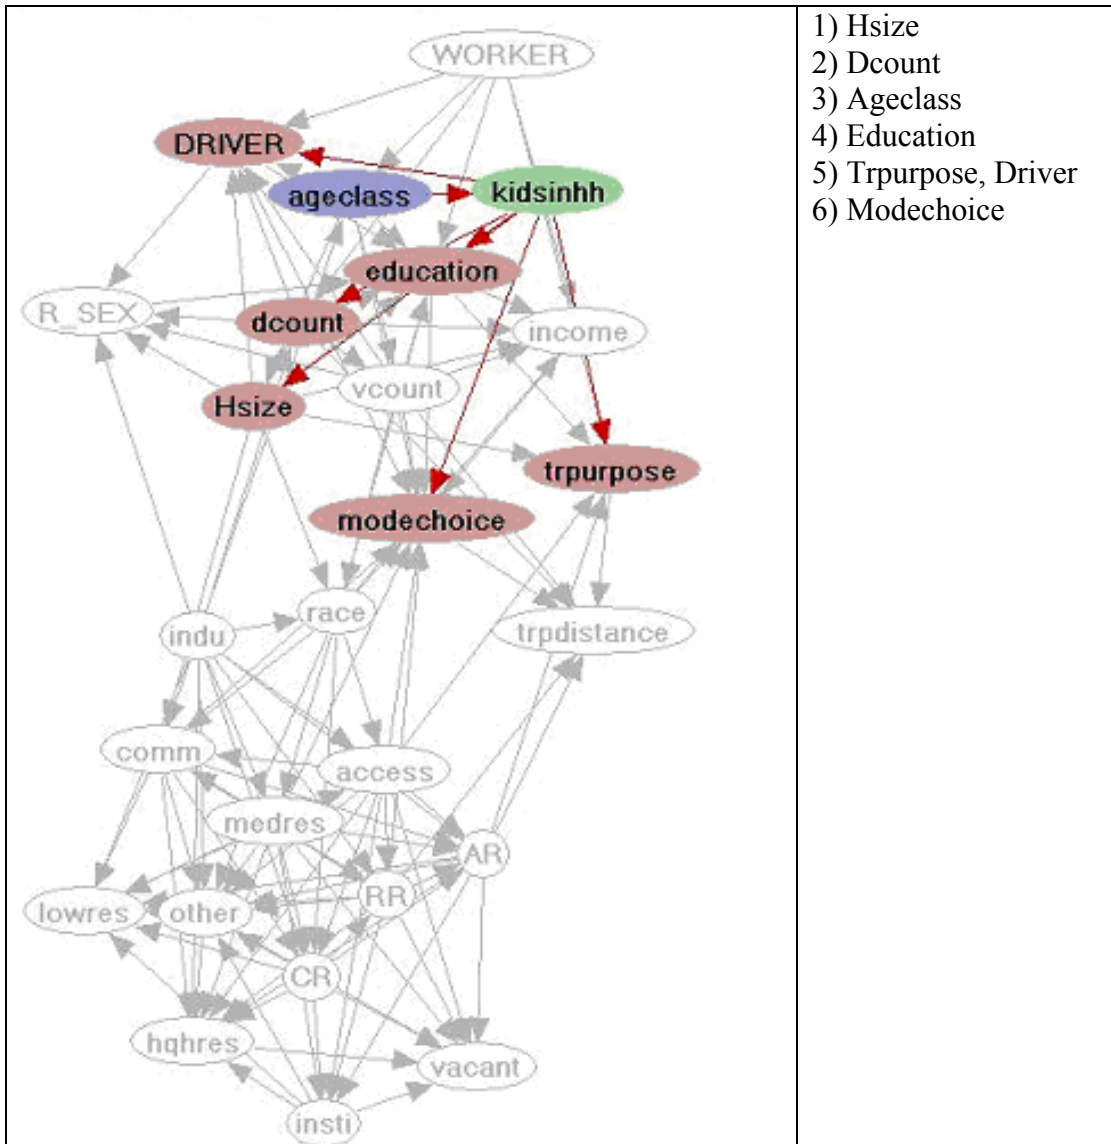 WORKER
DRIVER
ageclass
kidsinhh
education
R_SEX
dcount
income
vcount
Hsize
trpurpose
modechoice
race
indu
trpdistance
comm
access
medres
AR
RR
lowres
other
CR
hqhres
vacant
insti
1) Hsize
2) Dcount
3) Ageclass
4) Education
5) Trpurpose, Driver
6) Modechoice